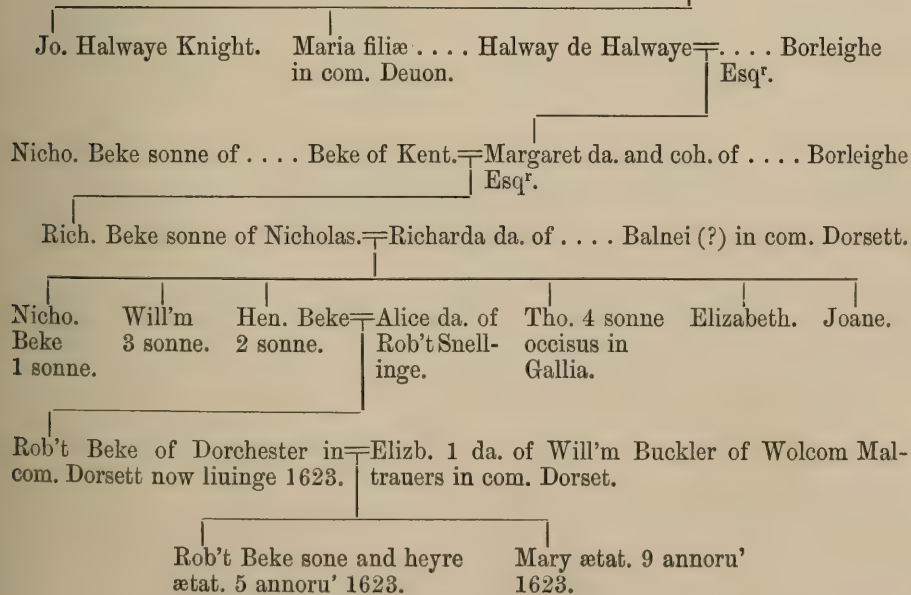 Jo. Halwaye Knight. Maria filiæ .... Halway de Halwaye=.... Borleighe
in com. Deuon. Esqr.
Nicho. Beke sonne of .... Beke of Kent.=Margaret da. and coh. of .... Borleighe
Esqr.
Rich. Beke sonne of Nicholas.=Richarda da. of .... Balnei (?) in com. Dorsett.
Nicho.
Beke
1 sonne.
Will'm
3 sonne.
Hen. Beke=
2 sonne.
Alice da. of
Rob't Snell-
inge.
Tho. 4 sonne
occisus in
Gallia.
Elizabeth.
Joane.
Rob't Beke of Dorchester in=Elizb. 1 da. of Will'm Buckler of Wolcom Mal-
com. Dorsett now liuinge 1623. trauers in com. Dorset.
Rob't Beke sone and heyre
ætat. 5 annoru' 1623.
Mary ætat. 9 annoru'
1623.